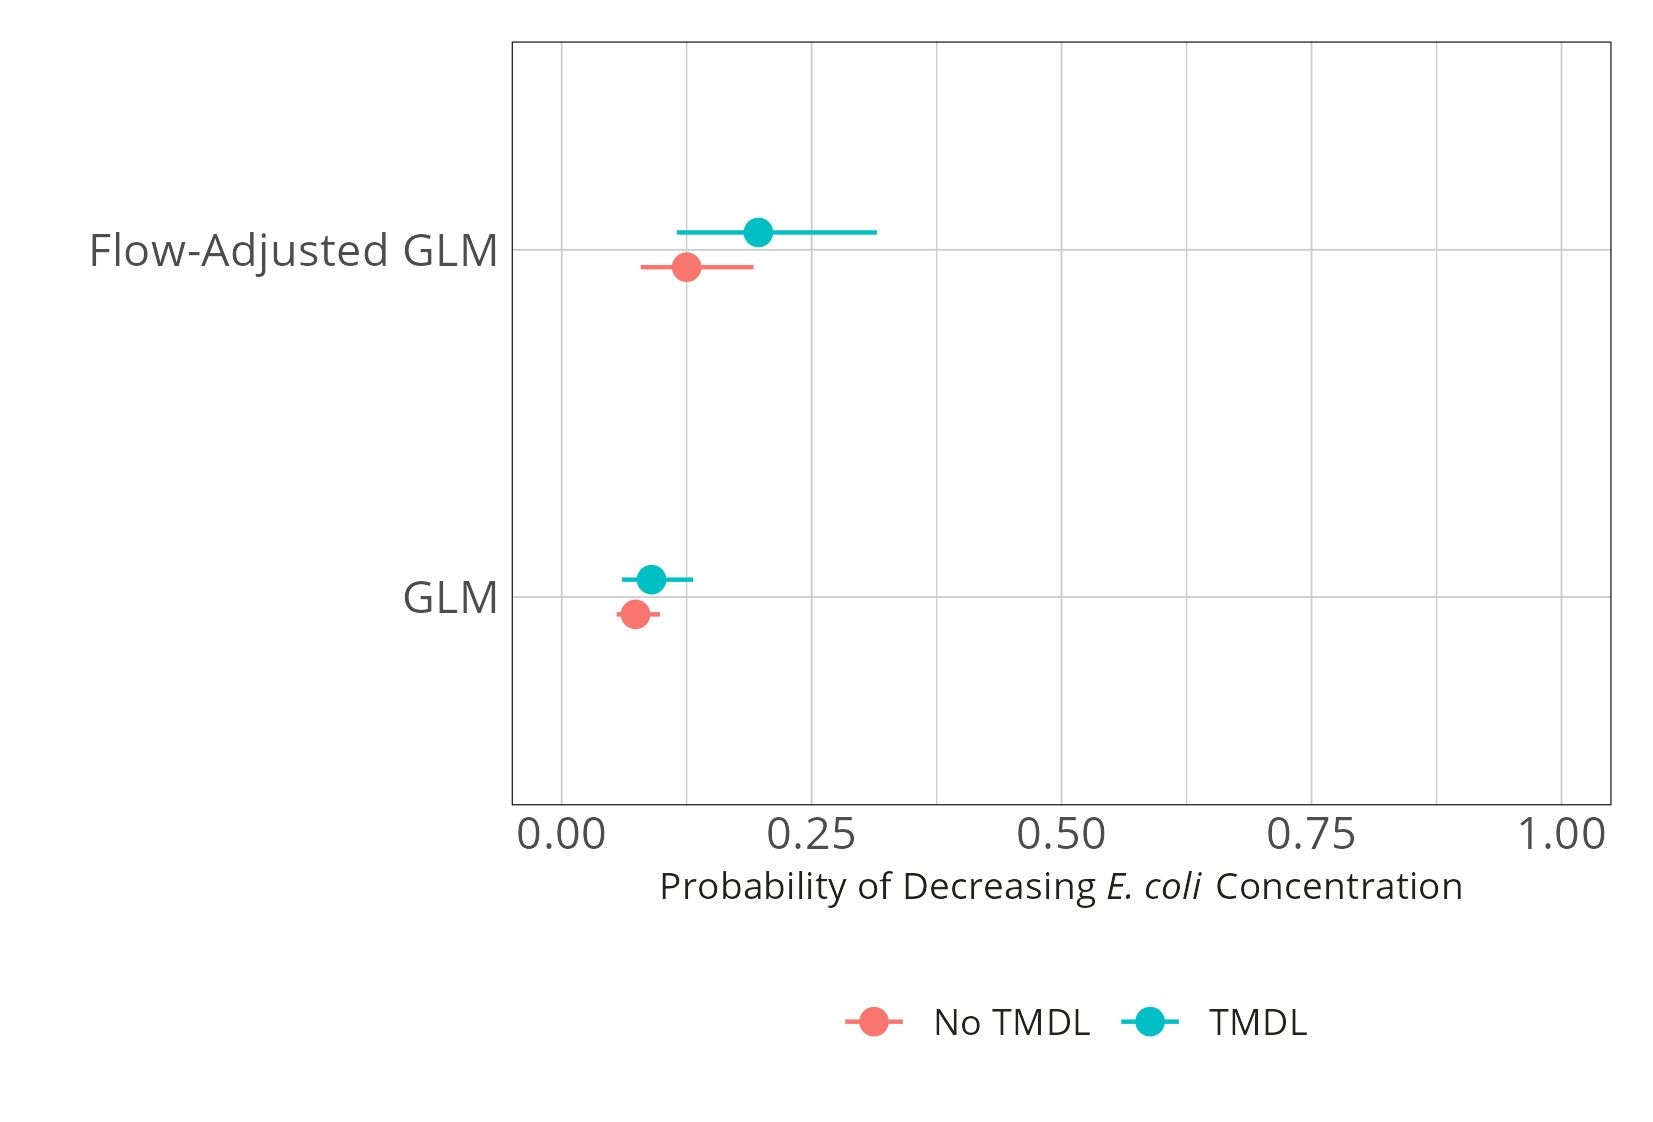 Flow-Adjusted GLM
GLM
0.00 0.25 0.50 0.75 1.00
Probability of Decreasing E. coli Concentration
No TMDL TMDL